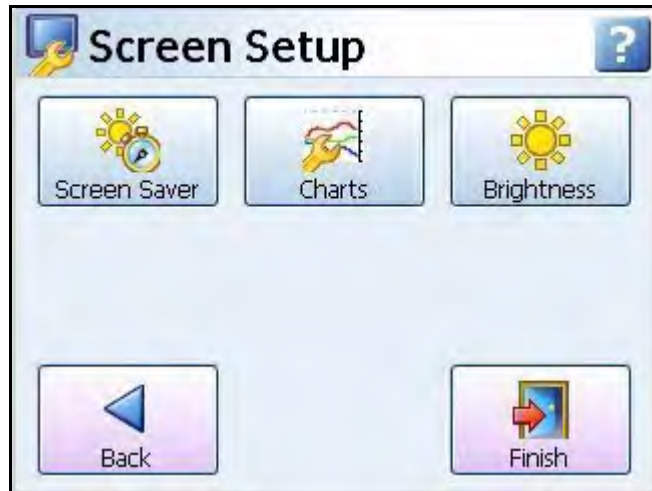 Screen Setup
?
Screen Saver
Charts
Brightness
Back
Finish